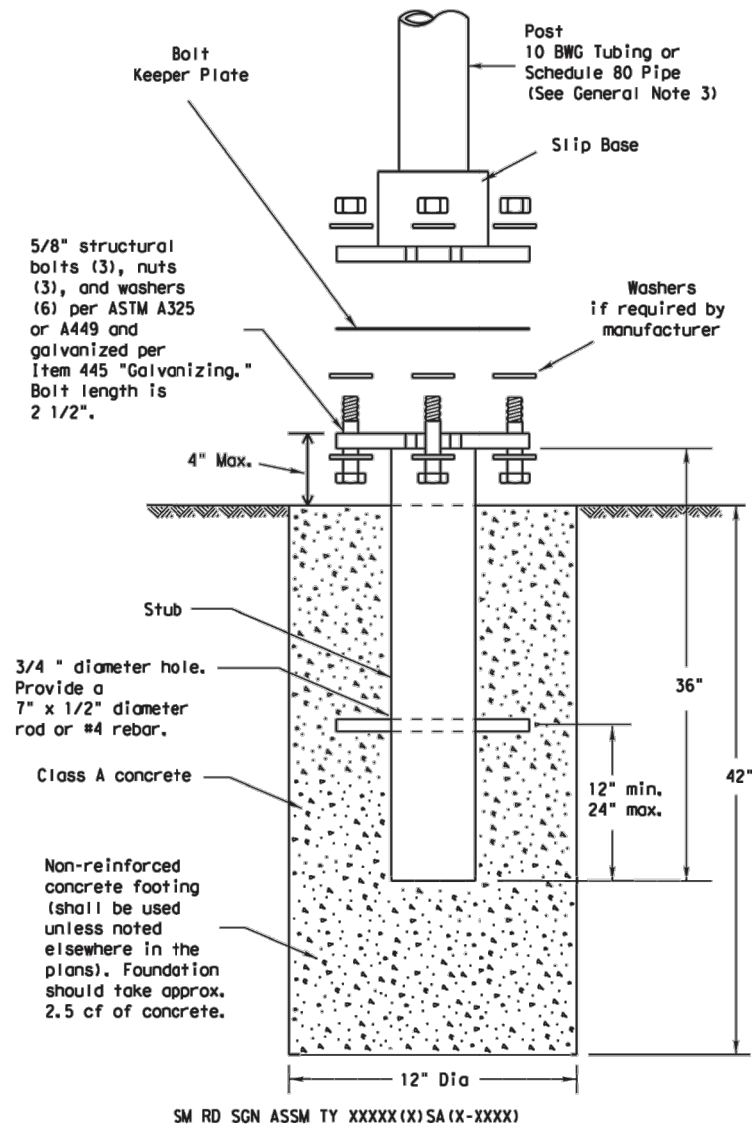 Bolt
Keeper Plate
Post
10 BWG Tubing or
Schedule 80 Pipe
(See General Note 3)
Slip Base
5/8" structural
bolts (3), nuts
(3), and washers
(6) per ASTM A325
or A449 and
galvanized per
Item 445 "Galvanizing."
Bolt length is
2 1/2".
Washers
if required by
manufacturer
4" Max.
Stub
3/4 " diameter hole.
Provide a
7" x 1/2" diameter
rod or #4 rebar.
36"
Class A concrete
12" min.
24" max.
42"
Non-reinforced
concrete footing
(shall be used
unless noted
elsewhere in the
plans). Foundation
should take approx.
2.5 cf of concrete.
12" Dia
SM RD SGN ASSM TY XXXXX(X)SA(X-XXXX)